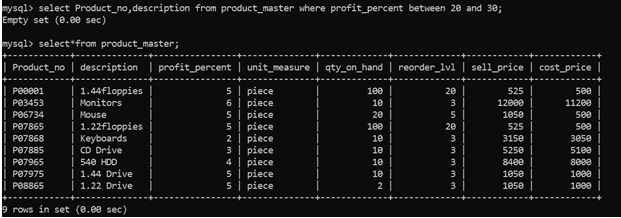 mysql> select Product_no,description from product_master where profit_percent between 20 and 30;
Empty set (0.00 sec)
mysql> select*from product_master;
+------------+-------------+----------------+--------------+-------------+-------------+------------+------------+
| Product_no | description | profit_percent | unit_measure | qty_on_hand | reorder_lvl | sell_price | cost_price |
+------------+-------------+----------------+--------------+-------------+-------------+------------+------------+
| P00001     | 1.44floppies |              5 | piece        |         100 |          20 |        525 |        500 |
| P03453     | Monitors    |              6 | piece        |          10 |           3 |      12000 |      11200 |
| P06734     | Mouse       |              5 | piece        |          20 |           5 |       1050 |        500 |
| P07865     | 1.22floppies |              5 | piece        |         100 |          20 |        525 |        500 |
| P07868     | Keyboards   |              2 | piece        |          10 |           3 |       3150 |       3050 |
| P07885     | CD Drive    |              3 | piece        |          10 |           3 |       5250 |       5100 |
| P07965     | 540 HDD     |              4 | piece        |          10 |           3 |       8400 |       8000 |
| P07975     | 1.44 Drive  |              5 | piece        |          10 |           3 |       1050 |       1000 |
| P08865     | 1.22 Drive  |              5 | piece        |           2 |           3 |       1050 |       1000 |
+------------+-------------+----------------+--------------+-------------+-------------+------------+------------+
9 rows in set (0.00 sec)